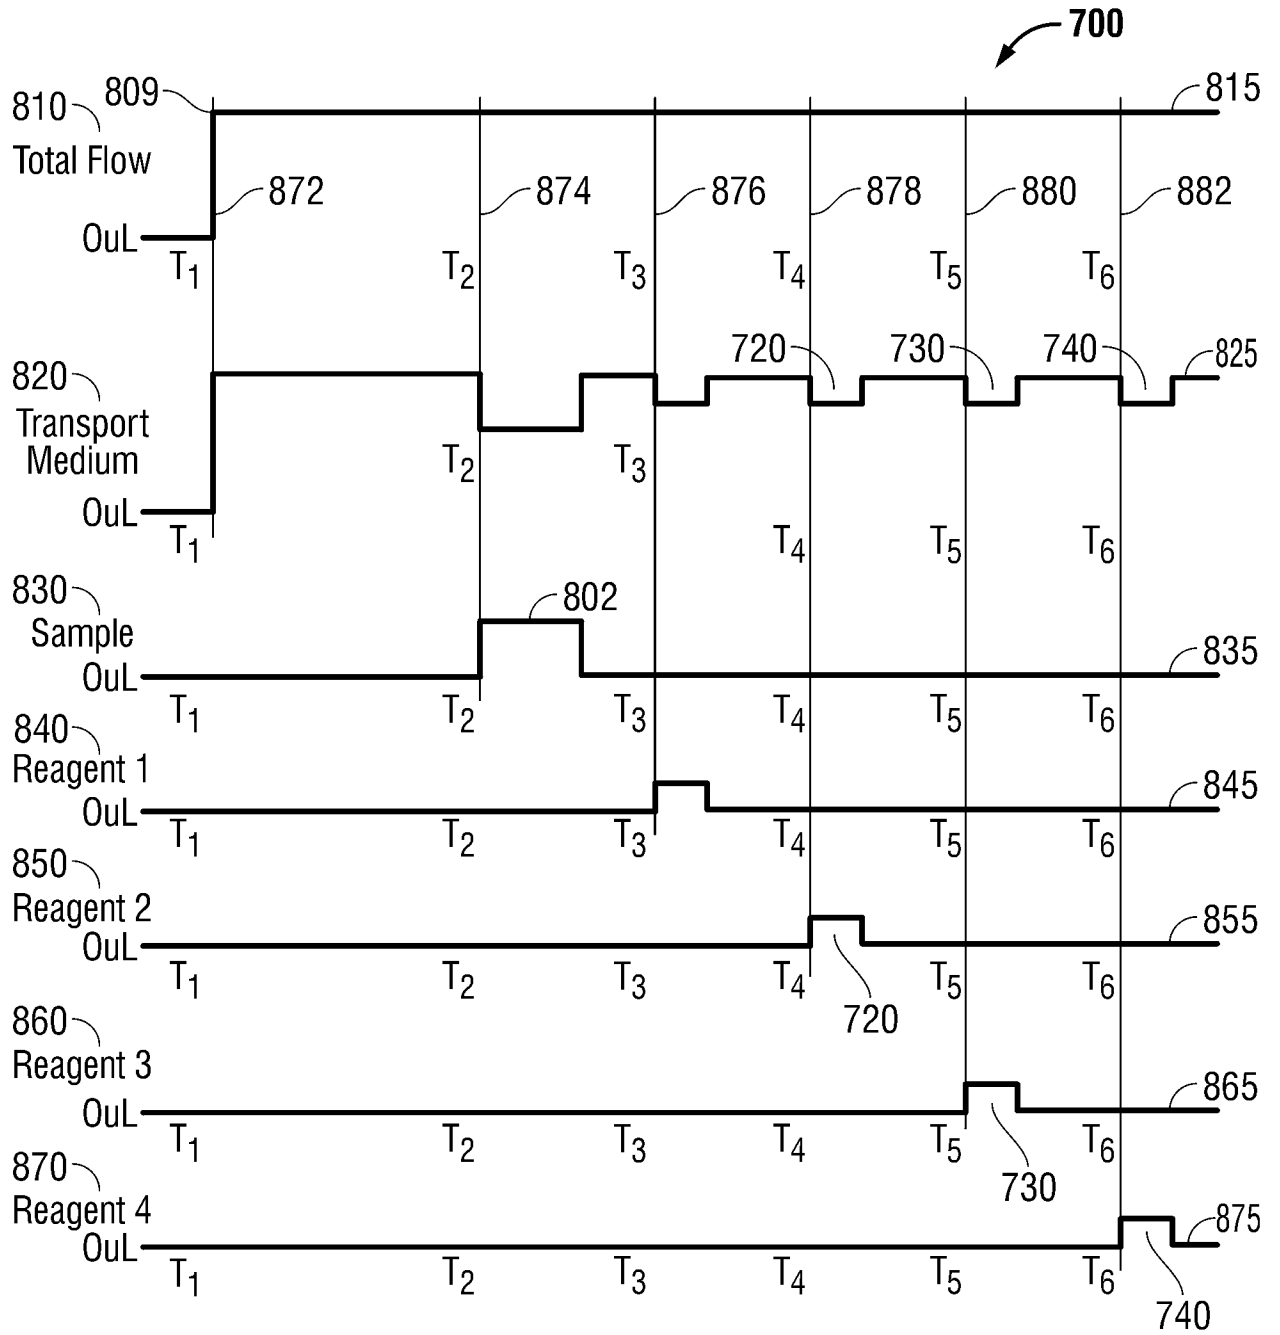 700
809
815
810
Total Flow
872
874
876
878
880
882
OuL
T1 T2 T3 T4 T5 T6
720
730
740
825
820
Transport
Medium
T2 T3
OuL
T1 T4 T5 T6
830
802
Sample
835
OuL
T1 T2 T3 T4 T5 T6
840
Reagent 1
845
OuL
T1 T2 T3 T4 T5 T6
850
Reagent 2
855
OuL
T1 T2 T3 T4 T5 T6
720
860
Reagent 3
865
OuL
T1 T2 T3 T4 T5 T6
730
870
Reagent 4
875
OuL
T1 T2 T3 T4 T5 T6
740